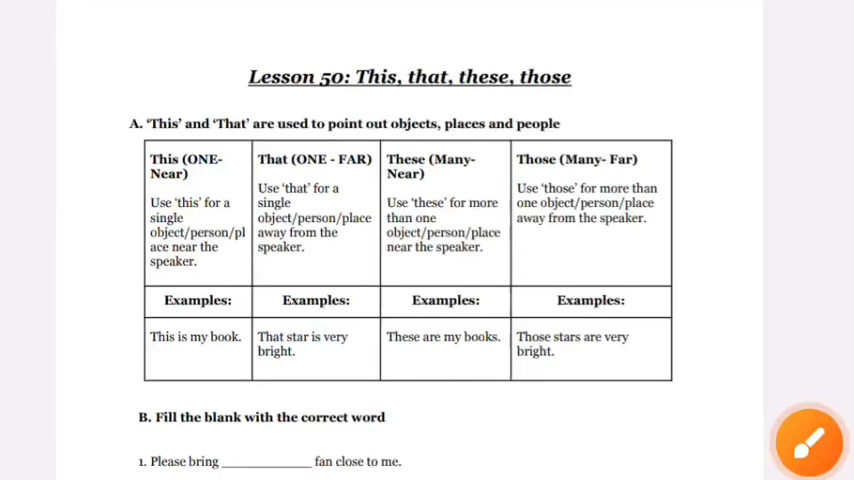 Lesson 50: This, that, these, those
A. 'This' and 'That' are used to point out objects, places and people
This (ONE-
Near)
Use 'this' for a
single
object/person/pl
ace near the
speaker.
That (ONE - FAR)
Use 'that' for a
single
object/person/place
away from the
speaker.
These (Many-
Near)
Use 'these' for more
than one
object/person/place
near the speaker.
Those (Many- Far)
Use 'those' for more than
one object/person/place
away from the speaker.
Examples:
Examples:
Examples:
Examples:
This is my book.
That star is very
bright.
These are my books.
Those stars are very
bright.
B. Fill the blank with the correct word
1. Please bring _____________ fan close to me.